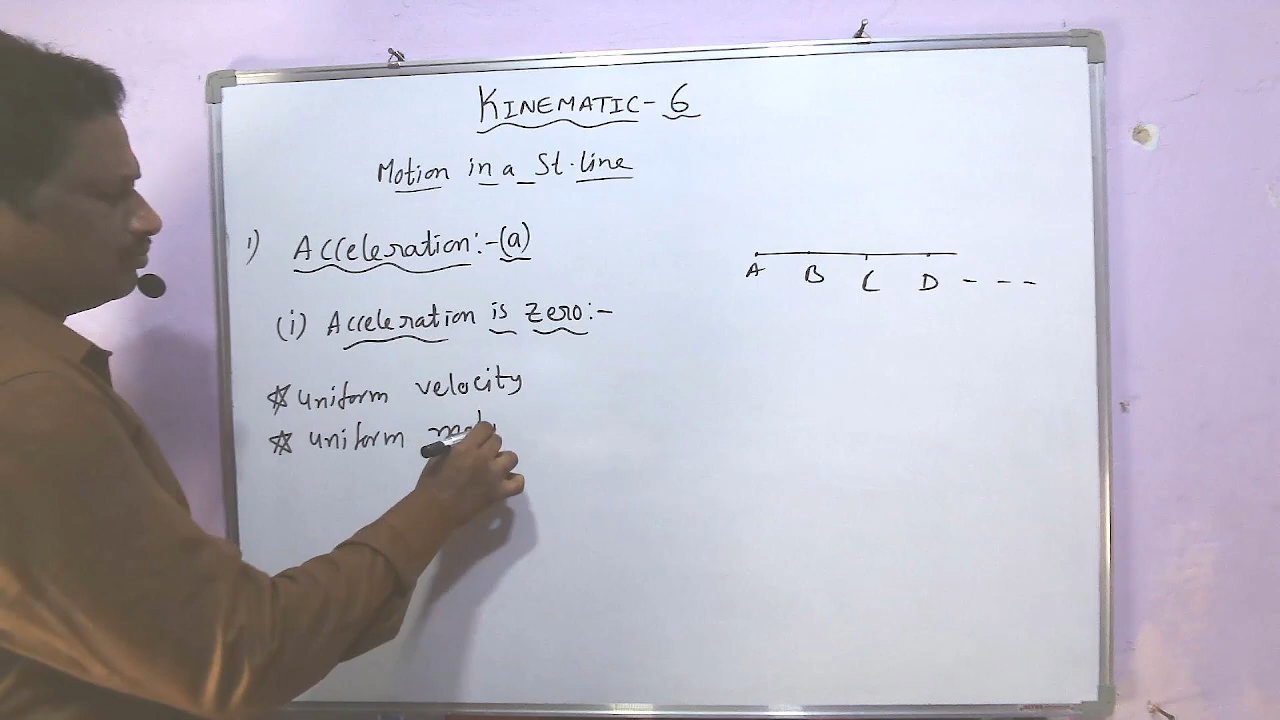 KINEMATIC-6
Motion in a St. line
1) Acceleration:-(a)
A B C D - - -
(i) Acceleration is zero:-
☆ uniform velocity
☆ uniform